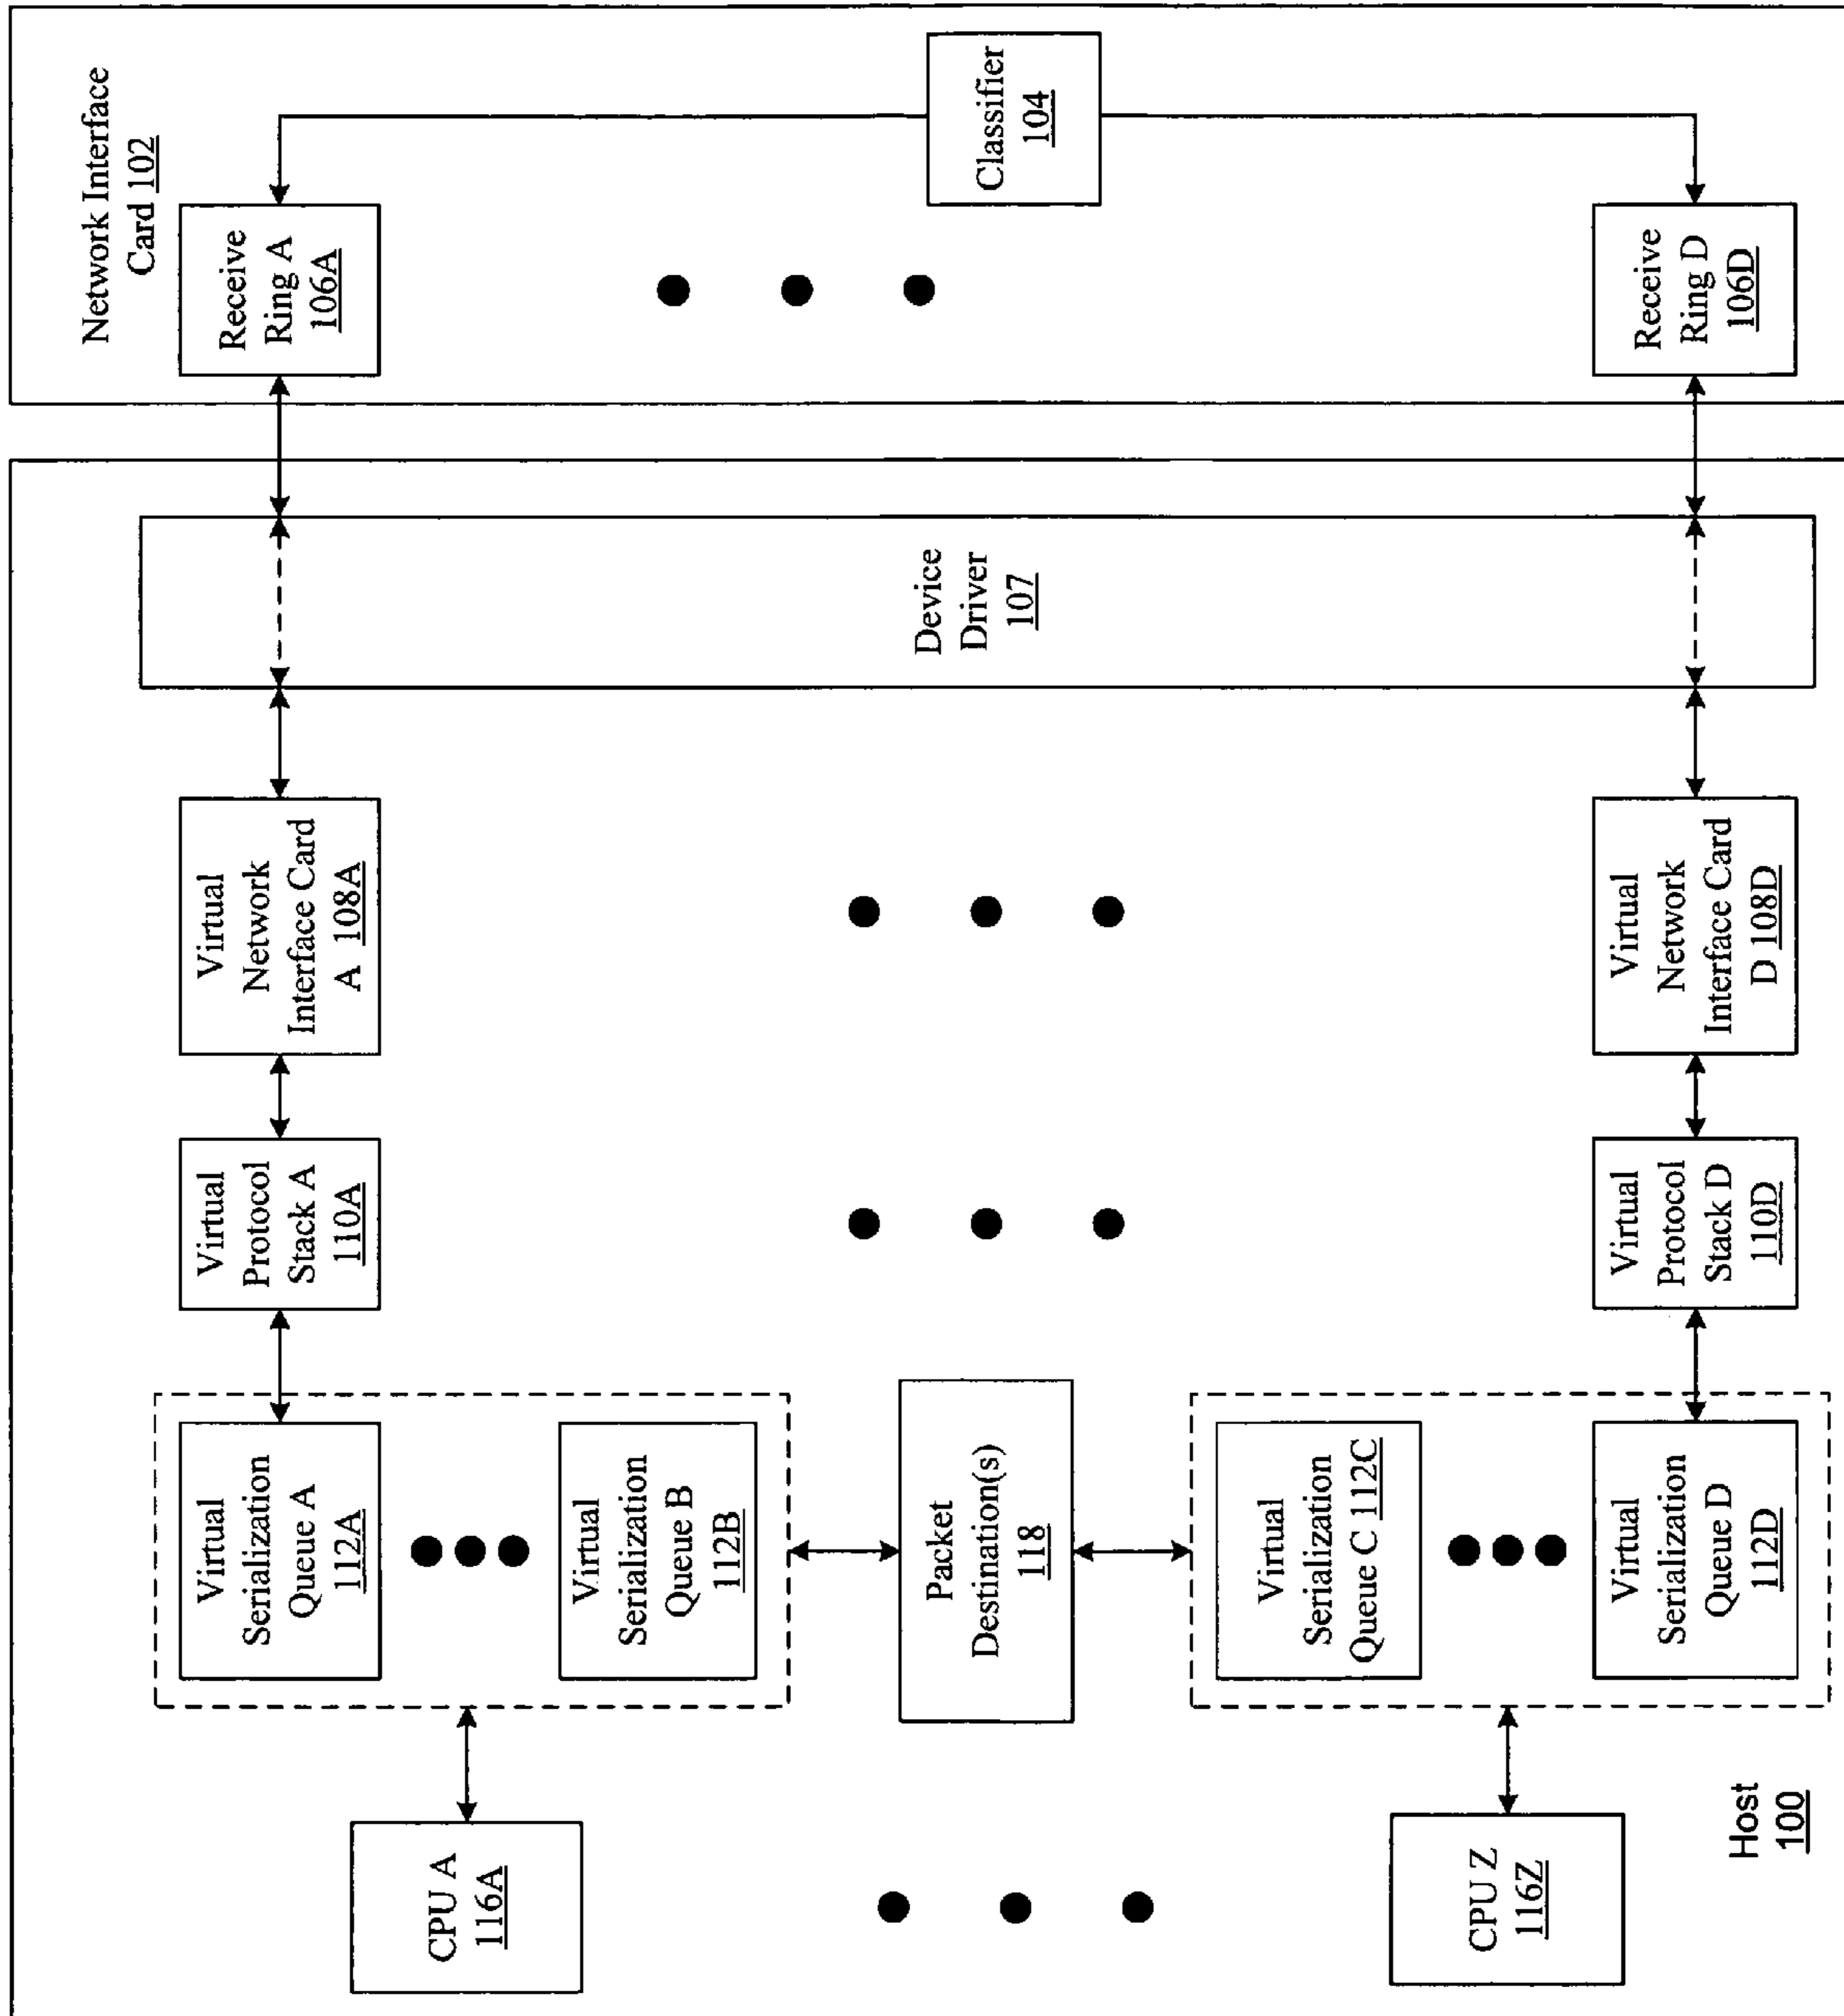 Network Interface
Card 102
Classifier
104
Receive
Ring A
106A
Receive
Ring D
106D
Device
Driver
107
Virtual
Network
Interface Card
A 108A
Virtual
Network
Interface Card
D 108D
Virtual
Protocol
Stack A
110A
Virtual
Protocol
Stack D
110D
Virtual
Serialization
Queue A
112A
Virtual
Serialization
Queue B
112B
Packet
Destination(s)
118
Virtual
Serialization
Queue C 112C
Virtual
Serialization
Queue D
112D
CPU A
116A
CPU Z
116Z
Host
100